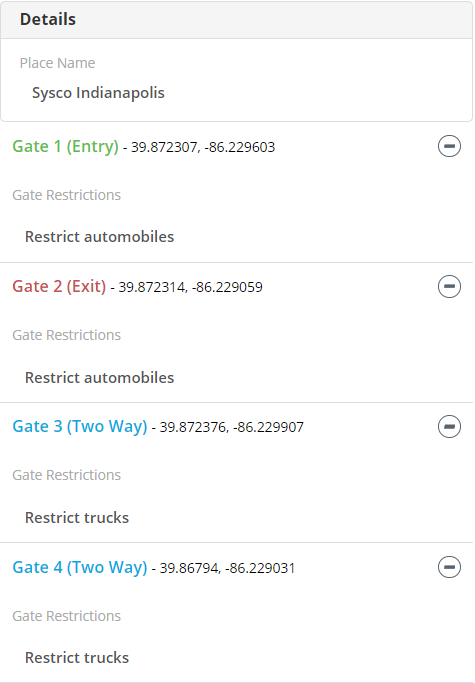 Details
Place Name
Sysco Indianapolis
Gate 1 (Entry) - 39.872307, -86.229603
Gate Restrictions
Restrict automobiles
Gate 2 (Exit) - 39.872314, -86.229059
Gate Restrictions
Restrict automobiles
Gate 3 (Two Way) - 39.872376, -86.229907
Gate Restrictions
Restrict trucks
Gate 4 (Two Way) - 39.86794, -86.229031
Gate Restrictions
Restrict trucks